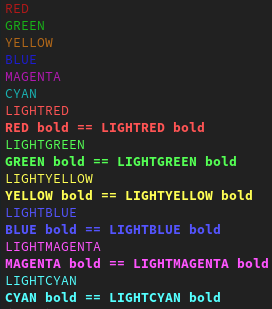 RED
GREEN
YELLOW
BLUE
MAGENTA
CYAN
LIGHTRED
RED bold == LIGHTRED bold
LIGHTGREEN
GREEN bold == LIGHTGREEN bold
LIGHTYELLOW
YELLOW bold == LIGHTYELLOW bold
LIGHTBLUE
BLUE bold == LIGHTBLUE bold
LIGHTMAGENTA
MAGENTA bold == LIGHTMAGENTA bold
LIGHTCYAN
CYAN bold == LIGHTCYAN bold